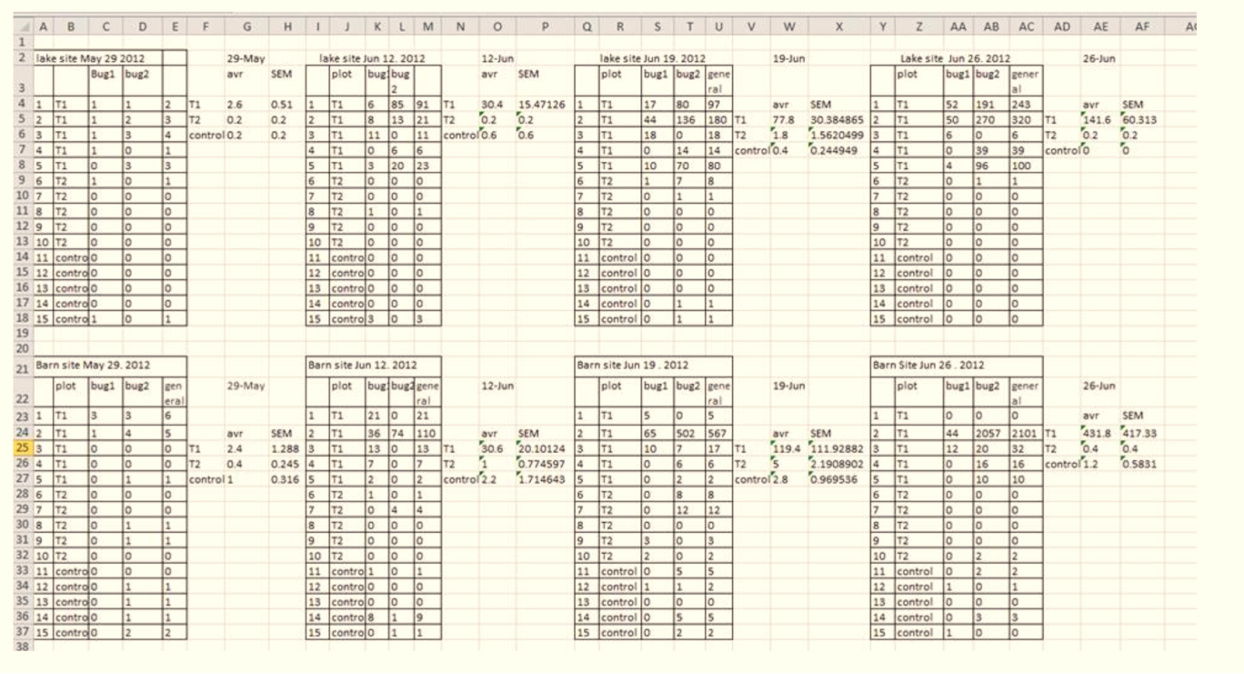 A B C D E F G H I J K L M N O P Q R S T U V W X Y Z AA AB AC AD AE AF
1
2 lake site May 29 2012 29-May lake site Jun 12. 2012 12-Jun lake site Jun 19. 2012 19-Jun Lake site Jun 26. 2012 26-Jun
Bug1 bug2 avr SEM plot bug1 bug avr SEM plot bug1 bug2 gene plot bug1 bug2 gener
3 2 ral al
4 1 T1 1 1 2 T1 2.6 0.51 1 T1 6 85 91 T1 30.4 15.47126 1 T1 17 80 97 avr SEM 1 T1 52 191 243 avr SEM
5 2 T1 1 2 3 T2 0.2 0.2 2 T1 8 13 21 T2 0.2 0.2 2 T1 44 136 180 T1 77.8 30.384865 2 T1 50 270 320 T1 141.6 60.313
6 3 T1 1 3 4 control 0.2 0.2 3 T1 11 0 11 control 0.6 0.6 3 T1 18 0 18 T2 1.8 1.5620499 3 T1 6 0 6 T2 0.2 0.2
7 4 T1 1 0 1 4 T1 0 6 6 4 T1 0 14 14 control 0.4 0.244949 4 T1 0 39 39 control 0 0
8 5 T1 0 3 3 5 T1 3 20 23 5 T1 10 70 80 5 T1 4 96 100
9 6 T2 1 0 1 6 T2 0 0 0 6 T2 1 7 8 6 T2 0 1 1
10 7 T2 0 0 0 7 T2 0 0 0 7 T2 0 1 1 7 T2 0 0 0
11 8 T2 0 0 0 8 T2 1 0 1 8 T2 0 0 0 8 T2 0 0 0
12 9 T2 0 0 0 9 T2 0 0 0 9 T2 0 0 0 9 T2 0 0 0
13 10 T2 0 0 0 10 T2 0 0 0 10 T2 0 0 0 10 T2 0 0 0
14 11 contro 0 0 0 11 contro 0 0 0 11 control 0 0 0 11 control 0 0 0
15 12 contro 0 0 0 12 contro 0 0 0 12 control 0 0 0 12 control 0 0 0
16 13 contro 0 0 0 13 contro 0 0 0 13 control 0 0 0 13 control 0 0 0
17 14 contro 0 0 0 14 contro 0 0 0 14 control 0 1 1 14 control 0 0 0
18 15 contro 1 0 1 15 contro 3 0 3 15 control 0 1 1 15 control 0 0 0
19
20
21 Barn site May 29. 2012 Barn site Jun 12. 2012 Barn site Jun 19 . 2012 Barn Site Jun 26 . 2012
plot bug1 bug2 gen 29-May plot bug1 bug2 gene 12-Jun plot bug1 bug2 gene 19-Jun plot bug1 bug2 gener 26-Jun
22 eral ral ral al
23 1 T1 3 3 6 1 T1 21 0 21 1 T1 5 0 5 1 T1 0 0 0 avr SEM
24 2 T1 1 4 5 avr SEM 2 T1 36 74 110 avr SEM 2 T1 65 502 567 avr SEM 2 T1 44 2057 2101 T1 431.8 417.33
25 3 T1 0 0 0 T1 2.4 1.288 3 T1 13 0 13 T1 30.6 20.10124 3 T1 10 7 17 T1 119.4 111.92882 3 T1 12 20 32 T2 0.4 0.4
26 4 T1 0 0 0 T2 0.4 0.245 4 T1 7 0 7 T2 1 0.774597 4 T1 0 6 6 T2 5 2.1908902 4 T1 0 16 16 control 1.2 0.5831
27 5 T1 0 1 1 control 1 0.316 5 T1 2 0 2 control 2.2 1.714643 5 T1 0 2 2 control 2.8 0.969536 5 T1 0 10 10
28 6 T2 0 0 0 6 T2 1 0 1 6 T2 0 8 8 6 T2 0 0 0
29 7 T2 0 0 0 7 T2 0 4 4 7 T2 0 12 12 7 T2 0 0 0
30 8 T2 0 1 1 8 T2 0 0 0 8 T2 0 0 0 8 T2 0 0 0
31 9 T2 0 1 1 9 T2 0 0 0 9 T2 3 0 3 9 T2 0 0 0
32 10 T2 0 0 0 10 T2 0 0 0 10 T2 2 0 2 10 T2 0 2 2
33 11 contro 0 0 0 11 contro 1 0 1 11 control 0 5 5 11 control 0 2 2
34 12 contro 0 1 1 12 contro 0 0 0 12 control 1 1 2 12 control 1 0 1
35 13 contro 0 1 1 13 contro 0 0 0 13 control 0 0 0 13 control 0 0 0
36 14 contro 0 1 1 14 contro 8 1 9 14 control 0 5 5 14 control 0 3 3
37 15 contro 0 2 2 15 contro 0 1 1 15 control 0 2 2 15 control 1 0 0
38